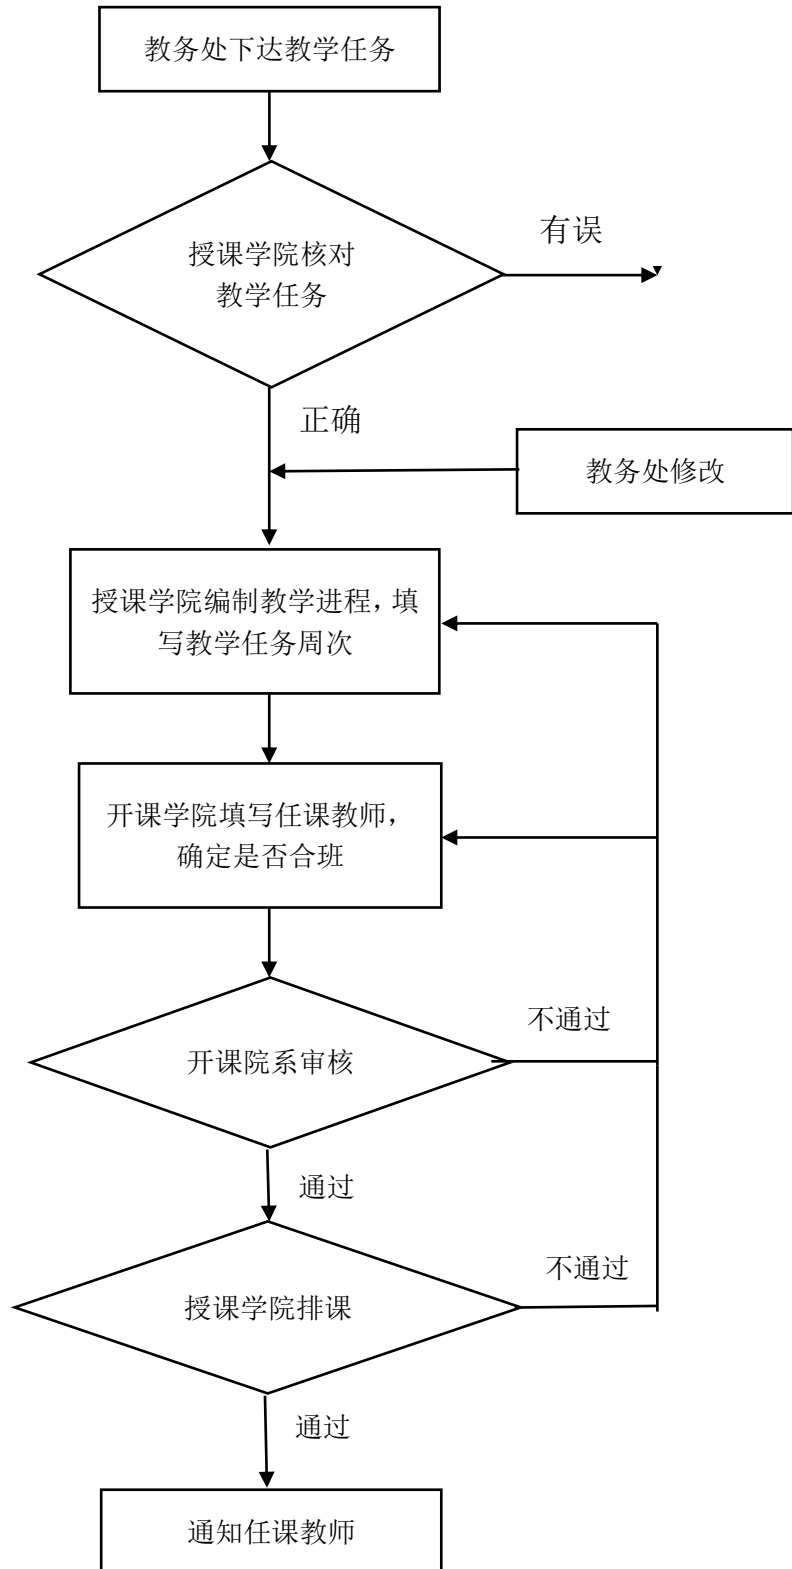 教务处下达教学任务
授课学院核对
教学任务
有误
正确
教务处修改
授课学院编制教学进程，填
写教学任务周次
开课学院填写任课教师，
确定是否合班
不通过
开课院系审核
通过
不通过
授课学院排课
通过
通知任课教师